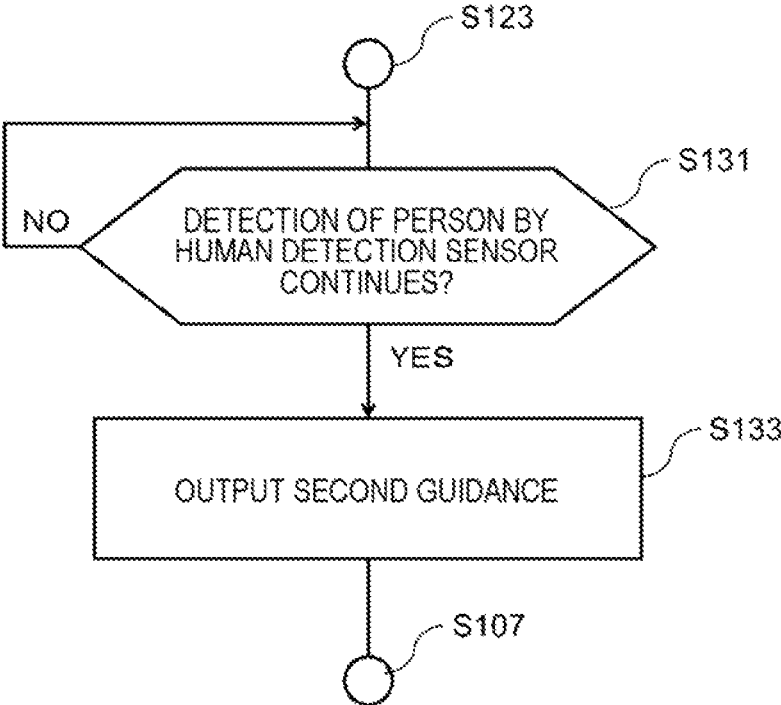 S123
S131
NO
DETECTION OF PERSON BY
HUMAN DETECTION SENSOR
CONTINUES?
YES
S133
OUTPUT SECOND GUIDANCE
S107